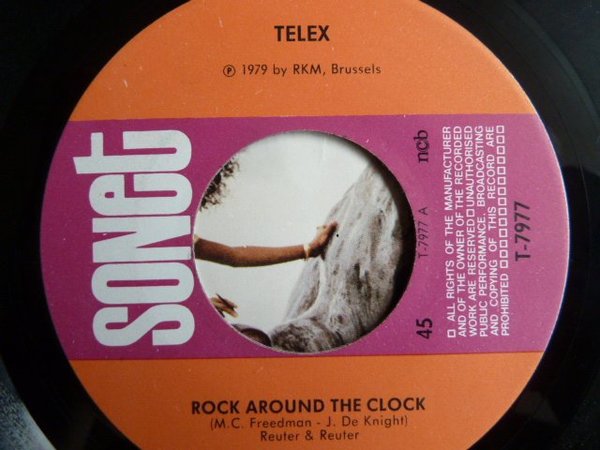 TELEX
℗ 1979 by RKM, Brussels
SONET
45
T-7977 A
ncb
□ ALL RIGHTS OF THE MANUFACTURER
AND OF THE OWNER OF THE RECORDED
WORK ARE RESERVED □ UNAUTHORISED
PUBLIC PERFORMANCE, BROADCASTING
AND COPYING OF THIS RECORD ARE
PROHIBITED □□□□□□□□□□□□
T-7977
ROCK AROUND THE CLOCK
(M.C. Freedman - J. De Knight)
Reuter & Reuter